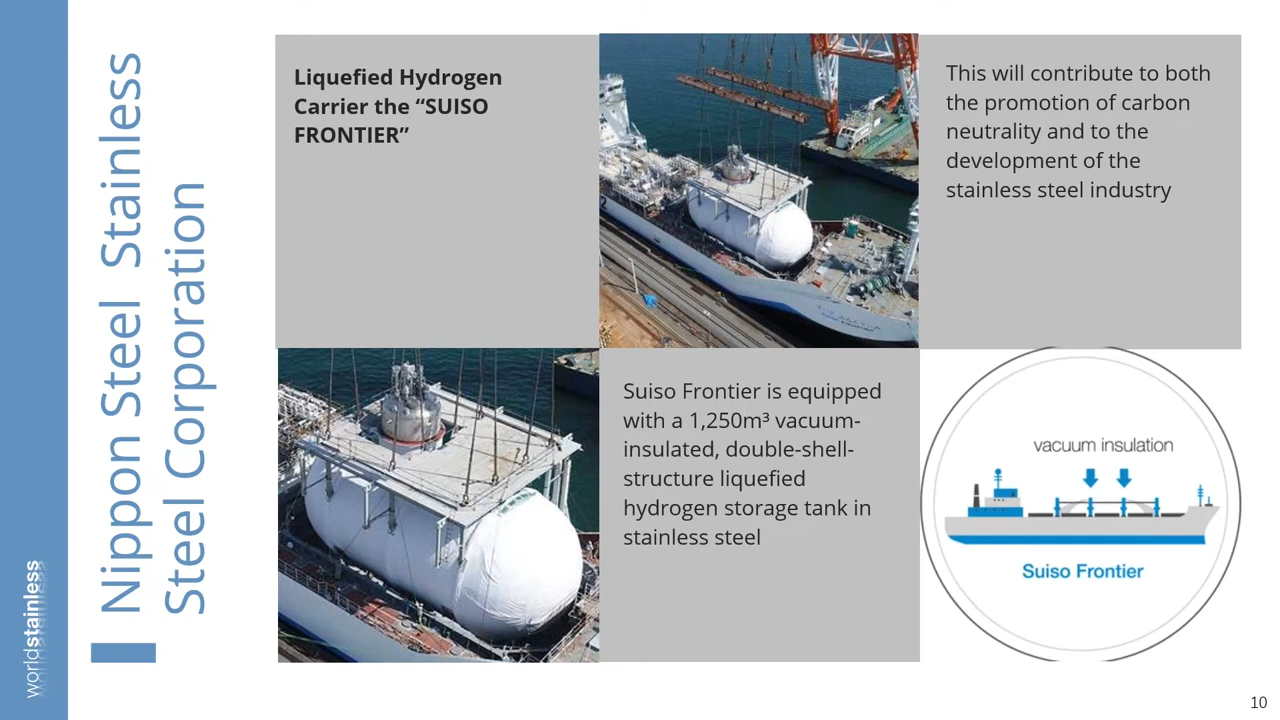 Nippon Steel Stainless
Steel Corporation
worldstainless
Liquefied Hydrogen
Carrier the “SUISO
FRONTIER”
This will contribute to both
the promotion of carbon
neutrality and to the
development of the
stainless steel industry
Suiso Frontier is equipped
with a 1,250m³ vacuum-
insulated, double-shell-
structure liquefied
hydrogen storage tank in
stainless steel
vacuum insulation
Suiso Frontier
10